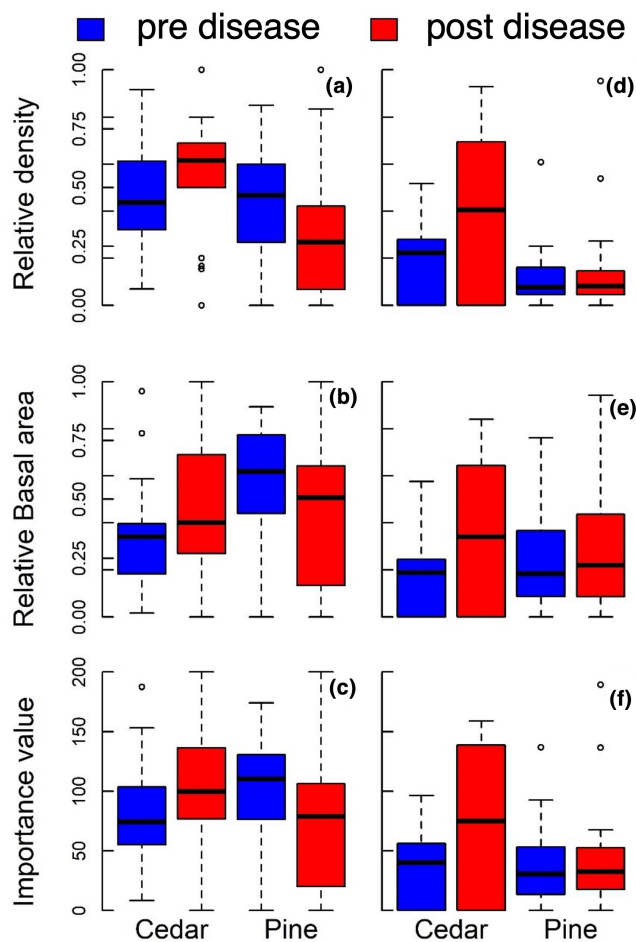 pre disease post disease
Relative density
1.00
0.75
0.50
0.25
0.00
(a)
(d)
Relative Basal area
1.00
0.75
0.50
0.25
0.00
(b)
(e)
Importance value
200
150
100
50
0
(c)
(f)
Cedar Pine Cedar Pine